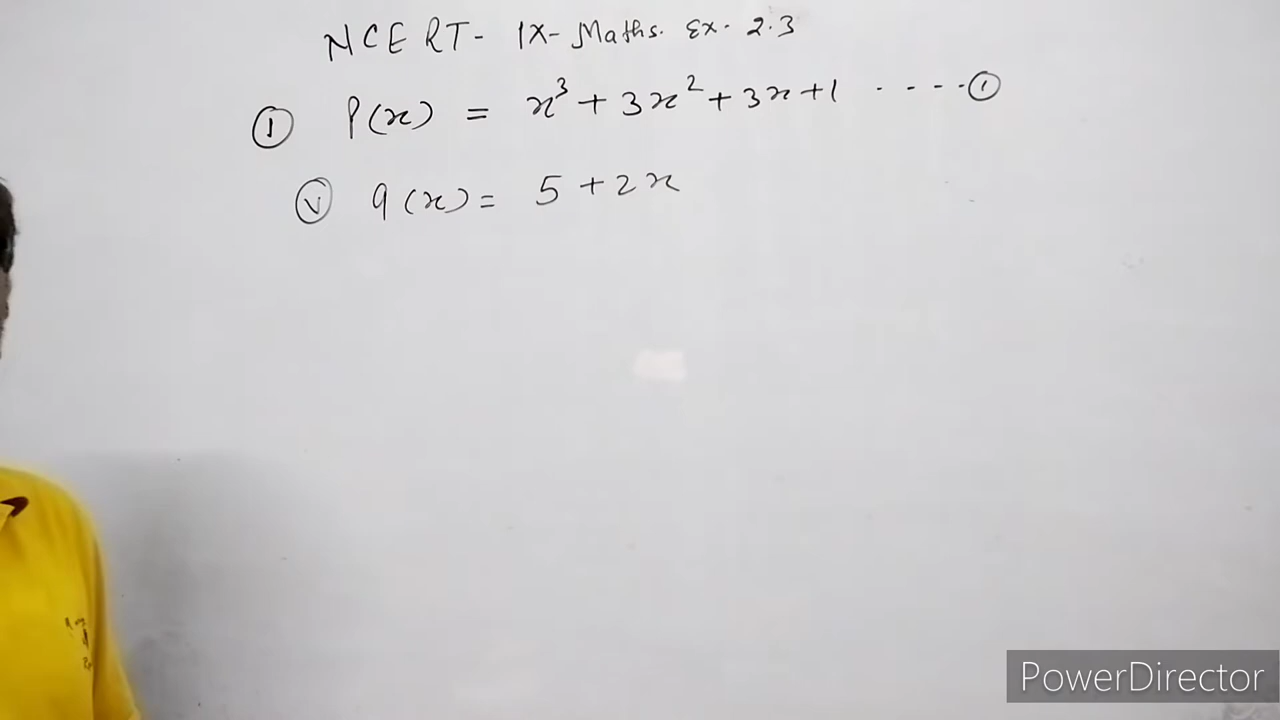 NCERT- IX- Maths. Ex. 2.3
① P(x) = x³ + 3x² + 3x + 1 ----- ①
Ⓥ q(x) = 5 + 2x
PowerDirector